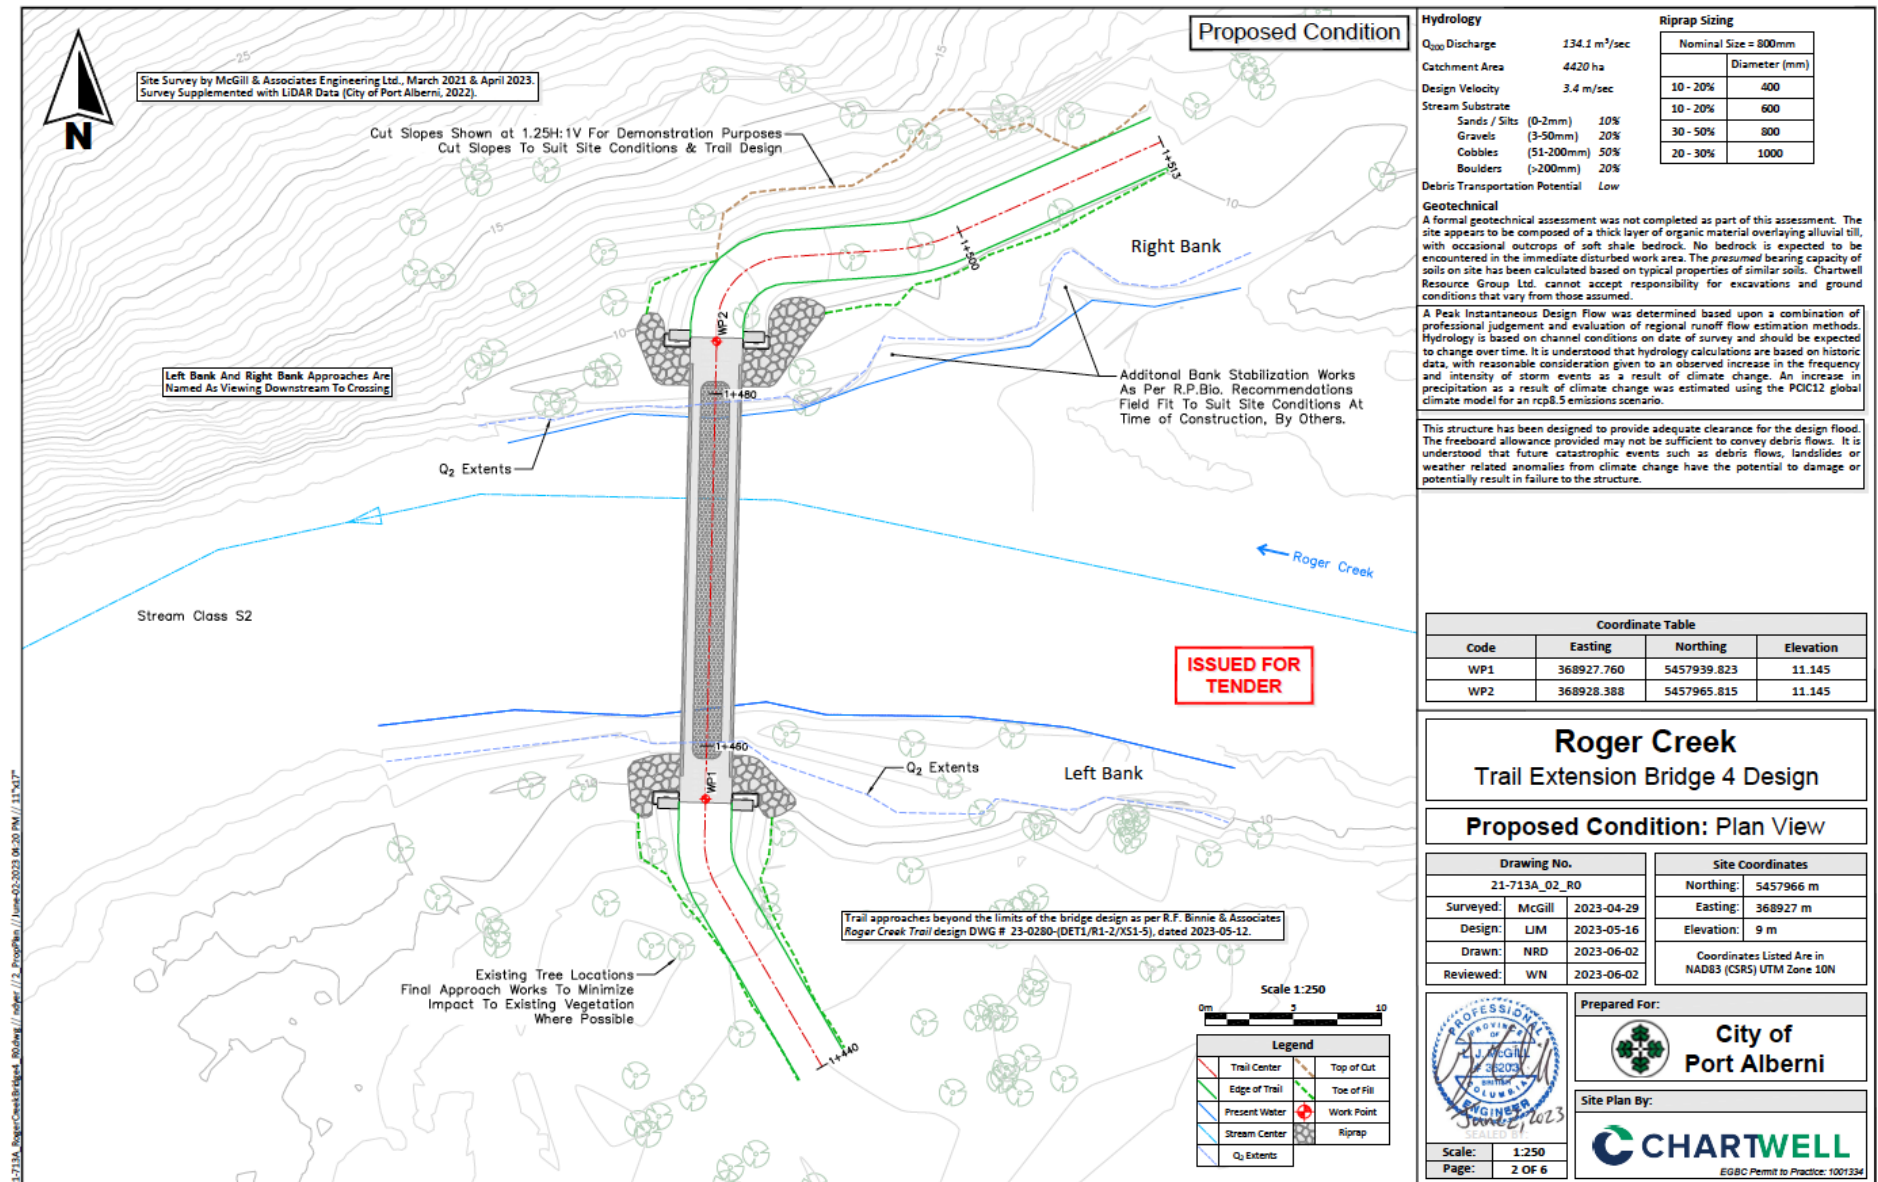 Proposed Condition
N
Site Survey by McGill & Associates Engineering Ltd., March 2021 & April 2023.
Survey Supplemented with LiDAR Data (City of Port Alberni, 2022).
25
15
Cut Slopes Shown at 1.25H:1V For Demonstration Purposes
Cut Slopes To Suit Site Conditions & Trail Design
1+513
10
15
Right Bank
1+500
10
WP2
Left Bank And Right Bank Approaches Are
Named As Viewing Downstream To Crossing
1+480
Additonal Bank Stabilization Works
As Per R.P.Bio. Recommendations
Field Fit To Suit Site Conditions At
Time of Construction, By Others.
Q2 Extents
Roger Creek
Stream Class S2
ISSUED FOR
TENDER
1+460
Q2 Extents
Left Bank
WP1
10
10
Trail approaches beyond the limits of the bridge design as per R.F. Binnie & Associates
Roger Creek Trail design DWG # 23-0280-(DET1/R1-2/XS1-5), dated 2023-05-12.
Existing Tree Locations
Final Approach Works To Minimize
Impact To Existing Vegetation
Where Possible
1+440
Scale 1:250
0m 5 10
Legend
Trail Center Top of Cut
Edge of Trail Toe of Fill
Present Water Work Point
Stream Center Riprap
Q2 Extents
Hydrology
Q200 Discharge 134.1 m³/sec
Catchment Area 4420 ha
Design Velocity 3.4 m/sec
Stream Substrate
Sands / Silts (0-2mm) 10%
Gravels (3-50mm) 20%
Cobbles (51-200mm) 50%
Boulders (>200mm) 20%
Debris Transportation Potential Low
Riprap Sizing
Nominal Size = 800mm
Diameter (mm)
10 - 20% 400
10 - 20% 600
30 - 50% 800
20 - 30% 1000
Geotechnical
A formal geotechnical assessment was not completed as part of this assessment. The
site appears to be composed of a thick layer of organic material overlaying alluvial till,
with occasional outcrops of soft shale bedrock. No bedrock is expected to be
encountered in the immediate disturbed work area. The presumed bearing capacity of
soils on site has been calculated based on typical properties of similar soils. Chartwell
Resource Group Ltd. cannot accept responsibility for excavations and ground
conditions that vary from those assumed.
A Peak Instantaneous Design Flow was determined based upon a combination of
professional judgement and evaluation of regional runoff flow estimation methods.
Hydrology is based on channel conditions on date of survey and should be expected
to change over time. It is understood that hydrology calculations are based on historic
data, with reasonable consideration given to an observed increase in the frequency
and intensity of storm events as a result of climate change. An increase in
precipitation as a result of climate change was estimated using the PCIC12 global
climate model for an rcp8.5 emissions scenario.
This structure has been designed to provide adequate clearance for the design flood.
The freeboard allowance provided may not be sufficient to convey debris flows. It is
understood that future catastrophic events such as debris flows, landslides or
weather related anomalies from climate change have the potential to damage or
potentially result in failure to the structure.
Coordinate Table
Code Easting Northing Elevation
WP1 368927.760 5457939.823 11.145
WP2 368928.388 5457965.815 11.145
Roger Creek
Trail Extension Bridge 4 Design
Proposed Condition: Plan View
Drawing No.
21-713A_02_R0
Surveyed: McGill 2023-04-29
Design: LJM 2023-05-16
Drawn: NRD 2023-06-02
Reviewed: WN 2023-06-02
Site Coordinates
Northing: 5457966 m
Easting: 368927 m
Elevation: 9 m
Coordinates Listed Are in
NAD83 (CSRS) UTM Zone 10N
PROFESSIONAL
PROVINCE
OF
L. J. McGILL
# 35203
BRITISH
COLUMBIA
ENGINEER
June 2, 2023
SEALED BY:
Scale: 1:250
Page: 2 OF 6
Prepared For:
City of
Port Alberni
Site Plan By:
CHARTWELL
EGBC Permit to Practice: 1001334